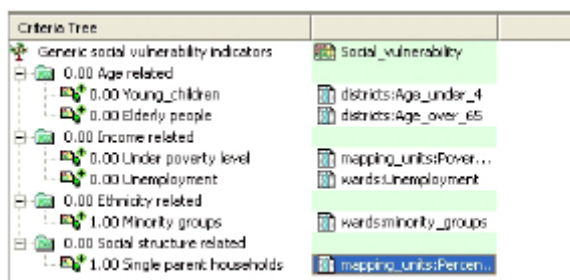 Criteria Tree
Generic social vulnerability indicators Social_vulnerability
0.00 Age related
0.00 Young_children districts:Age_under_4
0.00 Elderly people districts:Age_over_65
0.00 Income related
0.00 Under poverty level mapping_units:Pover...
0.00 Unemployment wards:Unemployment
0.00 Ethnicity related
1.00 Minority groups wards:minority_groups
0.00 Social structure related
1.00 Single parent households mapping_units:Percen...